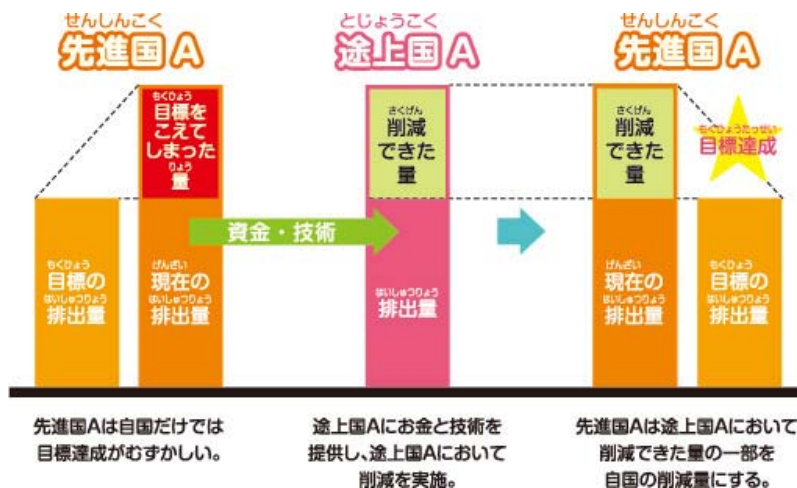 せんしんこく
先進国A
もくひょう
目標を
こえて
しまった
りょう
量
もくひょう
目標の
はいしゅつりょう
排出量
げんざい
現在の
はいしゅつりょう
排出量
先進国Aは自国だけでは
目標達成がむずかしい。
資金・技術
とじょうこく
途上国A
さくげん
削減
できた
量
はいしゅつりょう
排出量
途上国Aにお金と技術を
提供し、途上国Aにおいて
削減を実施。
せんしんこく
先進国A
さくげん
削減
できた
量
もくひょうたっせい
目標達成
げんざい
現在の
はいしゅつりょう
排出量
もくひょう
目標の
はいしゅつりょう
排出量
先進国Aは途上国Aにおいて
削減できた量の一部を
自国の削減量にする。